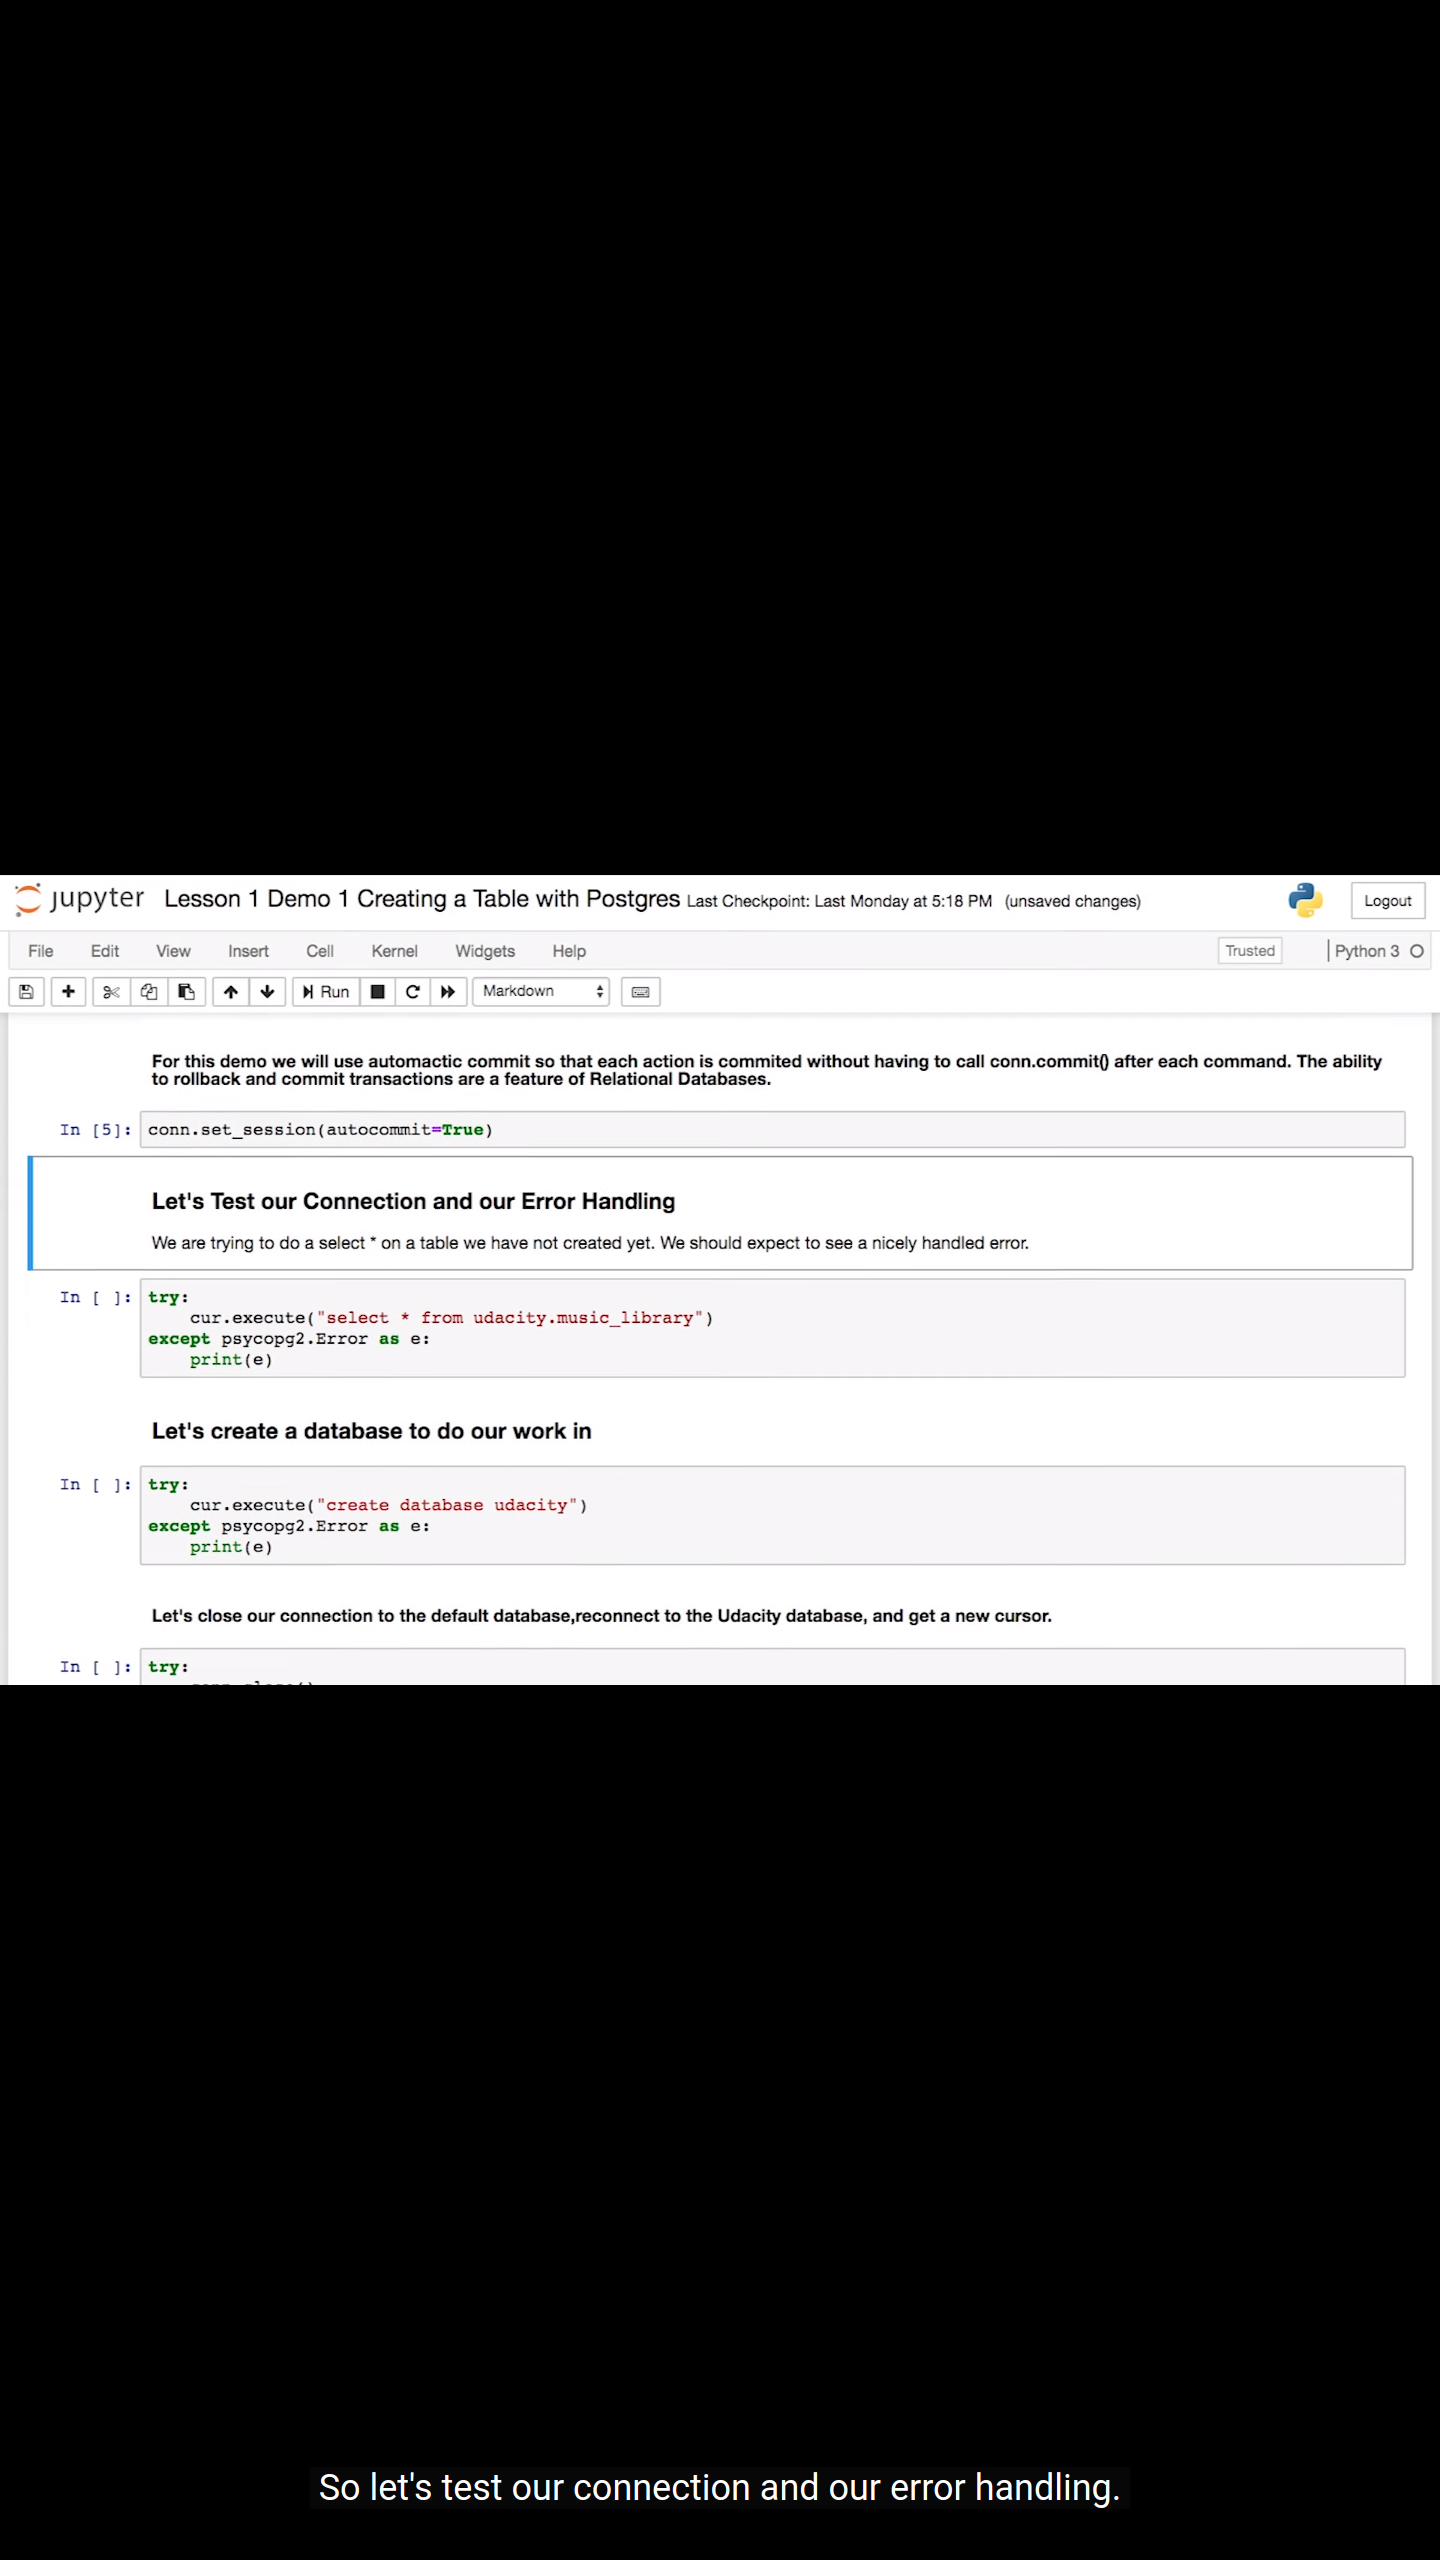 jupyter Lesson 1 Demo 1 Creating a Table with Postgres Last Checkpoint: Last Monday at 5:18 PM (unsaved changes) Logout
File Edit View Insert Cell Kernel Widgets Help Trusted Python 3
Run Markdown
For this demo we will use automactic commit so that each action is commited without having to call conn.commit() after each command. The ability
to rollback and commit transactions are a feature of Relational Databases.
In [5]: conn.set_session(autocommit=True)
Let's Test our Connection and our Error Handling
We are trying to do a select * on a table we have not created yet. We should expect to see a nicely handled error.
In [ ]: try:
cur.execute("select * from udacity.music_library")
except psycopg2.Error as e:
print(e)
Let's create a database to do our work in
In [ ]: try:
cur.execute("create database udacity")
except psycopg2.Error as e:
print(e)
Let's close our connection to the default database,reconnect to the Udacity database, and get a new cursor.
In [ ]: try:
So let's test our connection and our error handling.